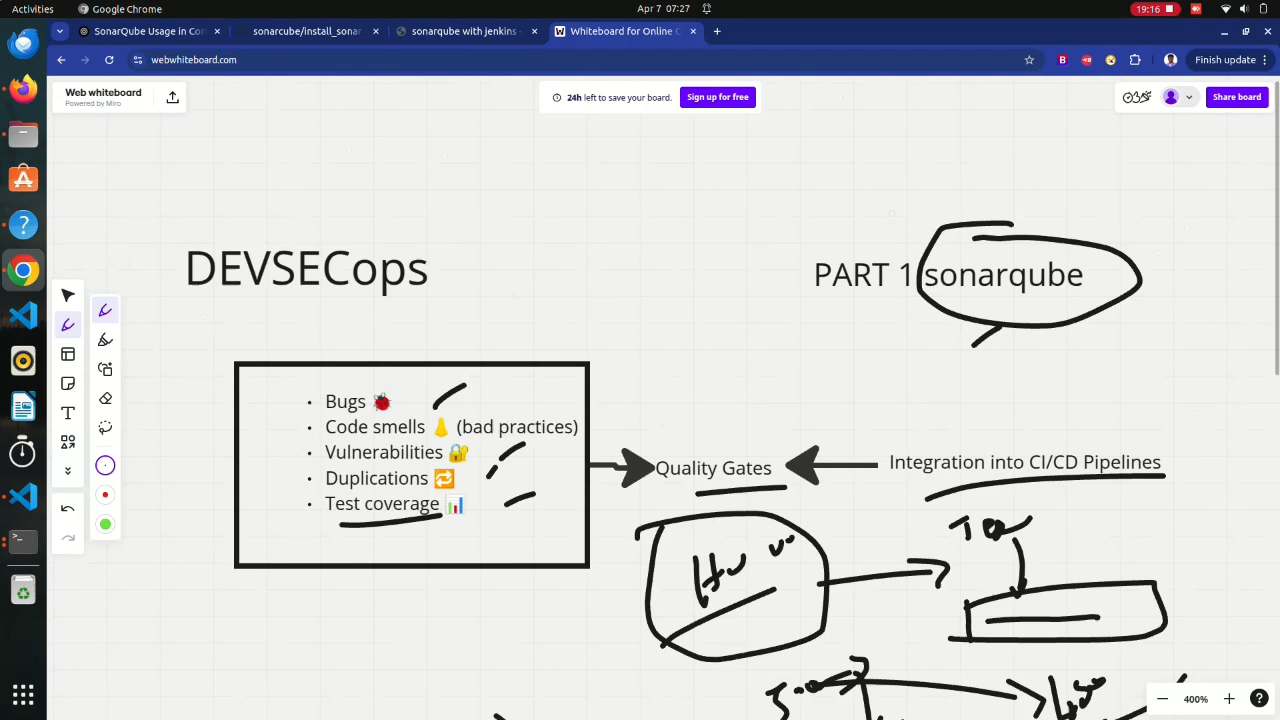 Activities
Google Chrome
Apr 7 07:27
19:16
SonarQube Usage in Cor
sonarcube/install_sonar
sonarqube with jenkins -
Whiteboard for Online C
webwhiteboard.com
Finish update
Web whiteboard
Powered by Miro
24h left to save your board.
Sign up for free
Share board
DEVSECops
PART 1 sonarqube
• Bugs 🐞
• Code smells 👃 (bad practices)
• Vulnerabilities 🔐
• Duplications 🔁
• Test coverage 📊
Quality Gates
Integration into CI/CD Pipelines
400%